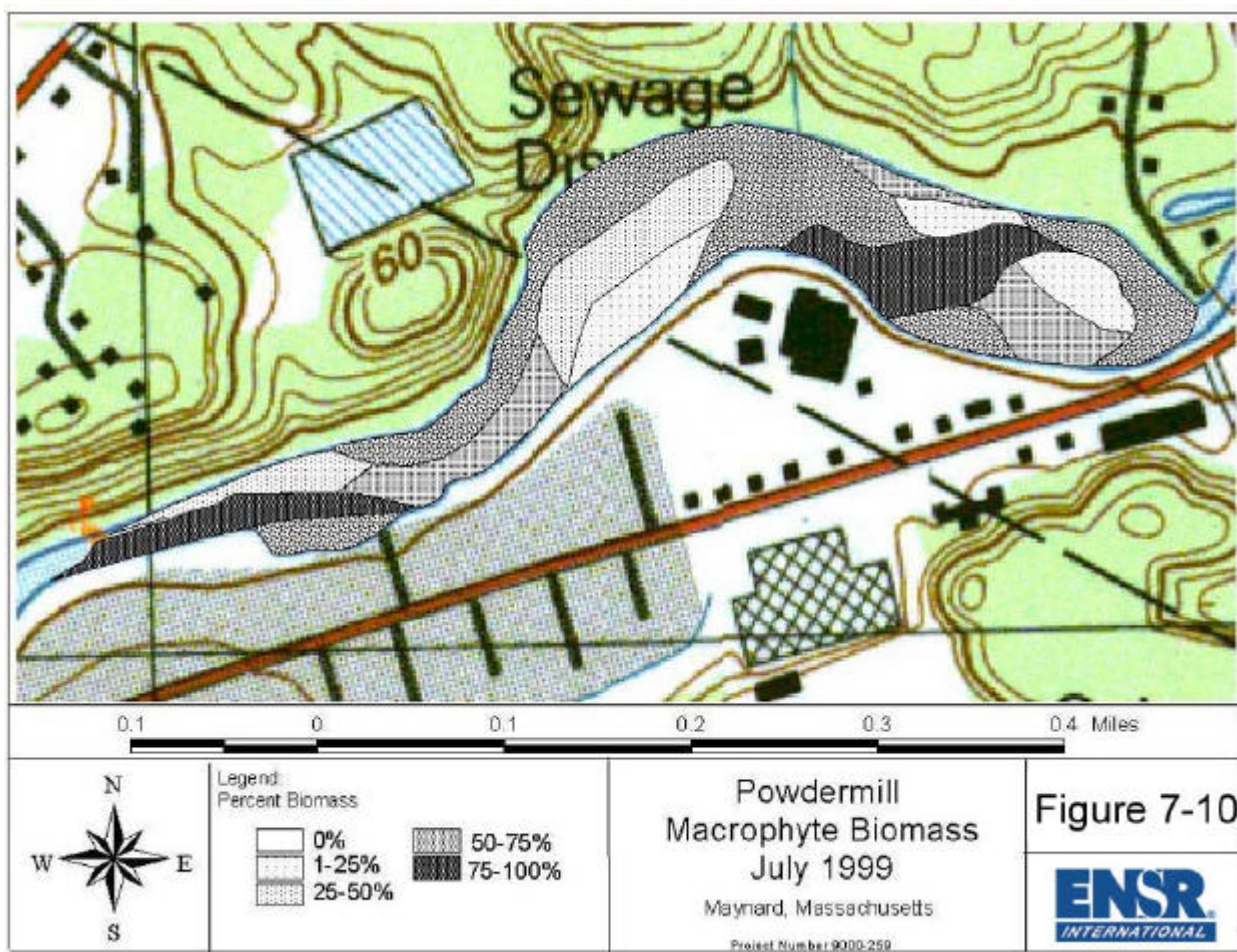 Sewage
60
0.1 0 0.1 0.2 0.3 0.4 Miles
N
W E
S
Legend:
Percent Biomass
0%
1-25%
25-50%
50-75%
75-100%
Powdermill
Macrophyte Biomass
July 1999
Maynard, Massachusetts
Project Number 9000-259
Figure 7-10
ENSR
INTERNATIONAL